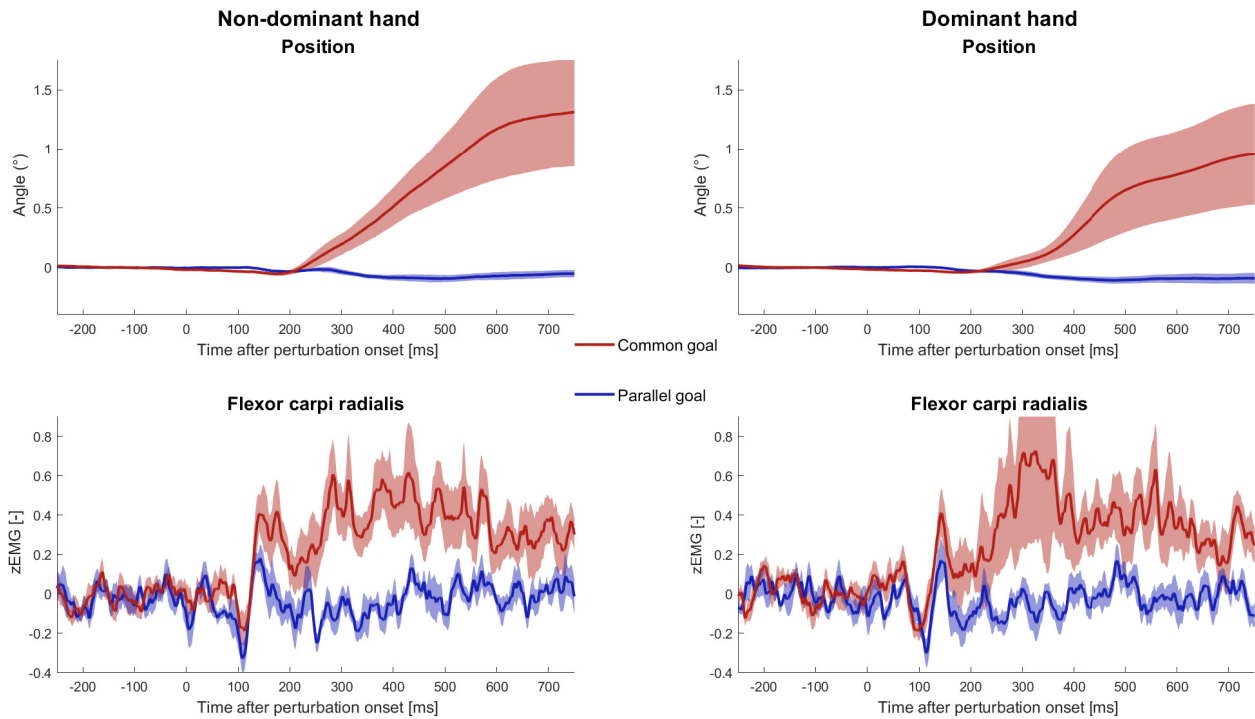 Non-dominant hand
Position
Angle (°)
1.5
1
0.5
0
-200 -100 0 100 200 300 400 500 600 700
Time after perturbation onset [ms]
Dominant hand
Position
Angle (°)
1.5
1
0.5
0
-200 -100 0 100 200 300 400 500 600 700
Time after perturbation onset [ms]
Common goal
Parallel goal
Flexor carpi radialis
zEMG [-]
0.8
0.6
0.4
0.2
0
-0.2
-0.4
-200 -100 0 100 200 300 400 500 600 700
Time after perturbation onset [ms]
Flexor carpi radialis
zEMG [-]
0.8
0.6
0.4
0.2
0
-0.2
-0.4
-200 -100 0 100 200 300 400 500 600 700
Time after perturbation onset [ms]